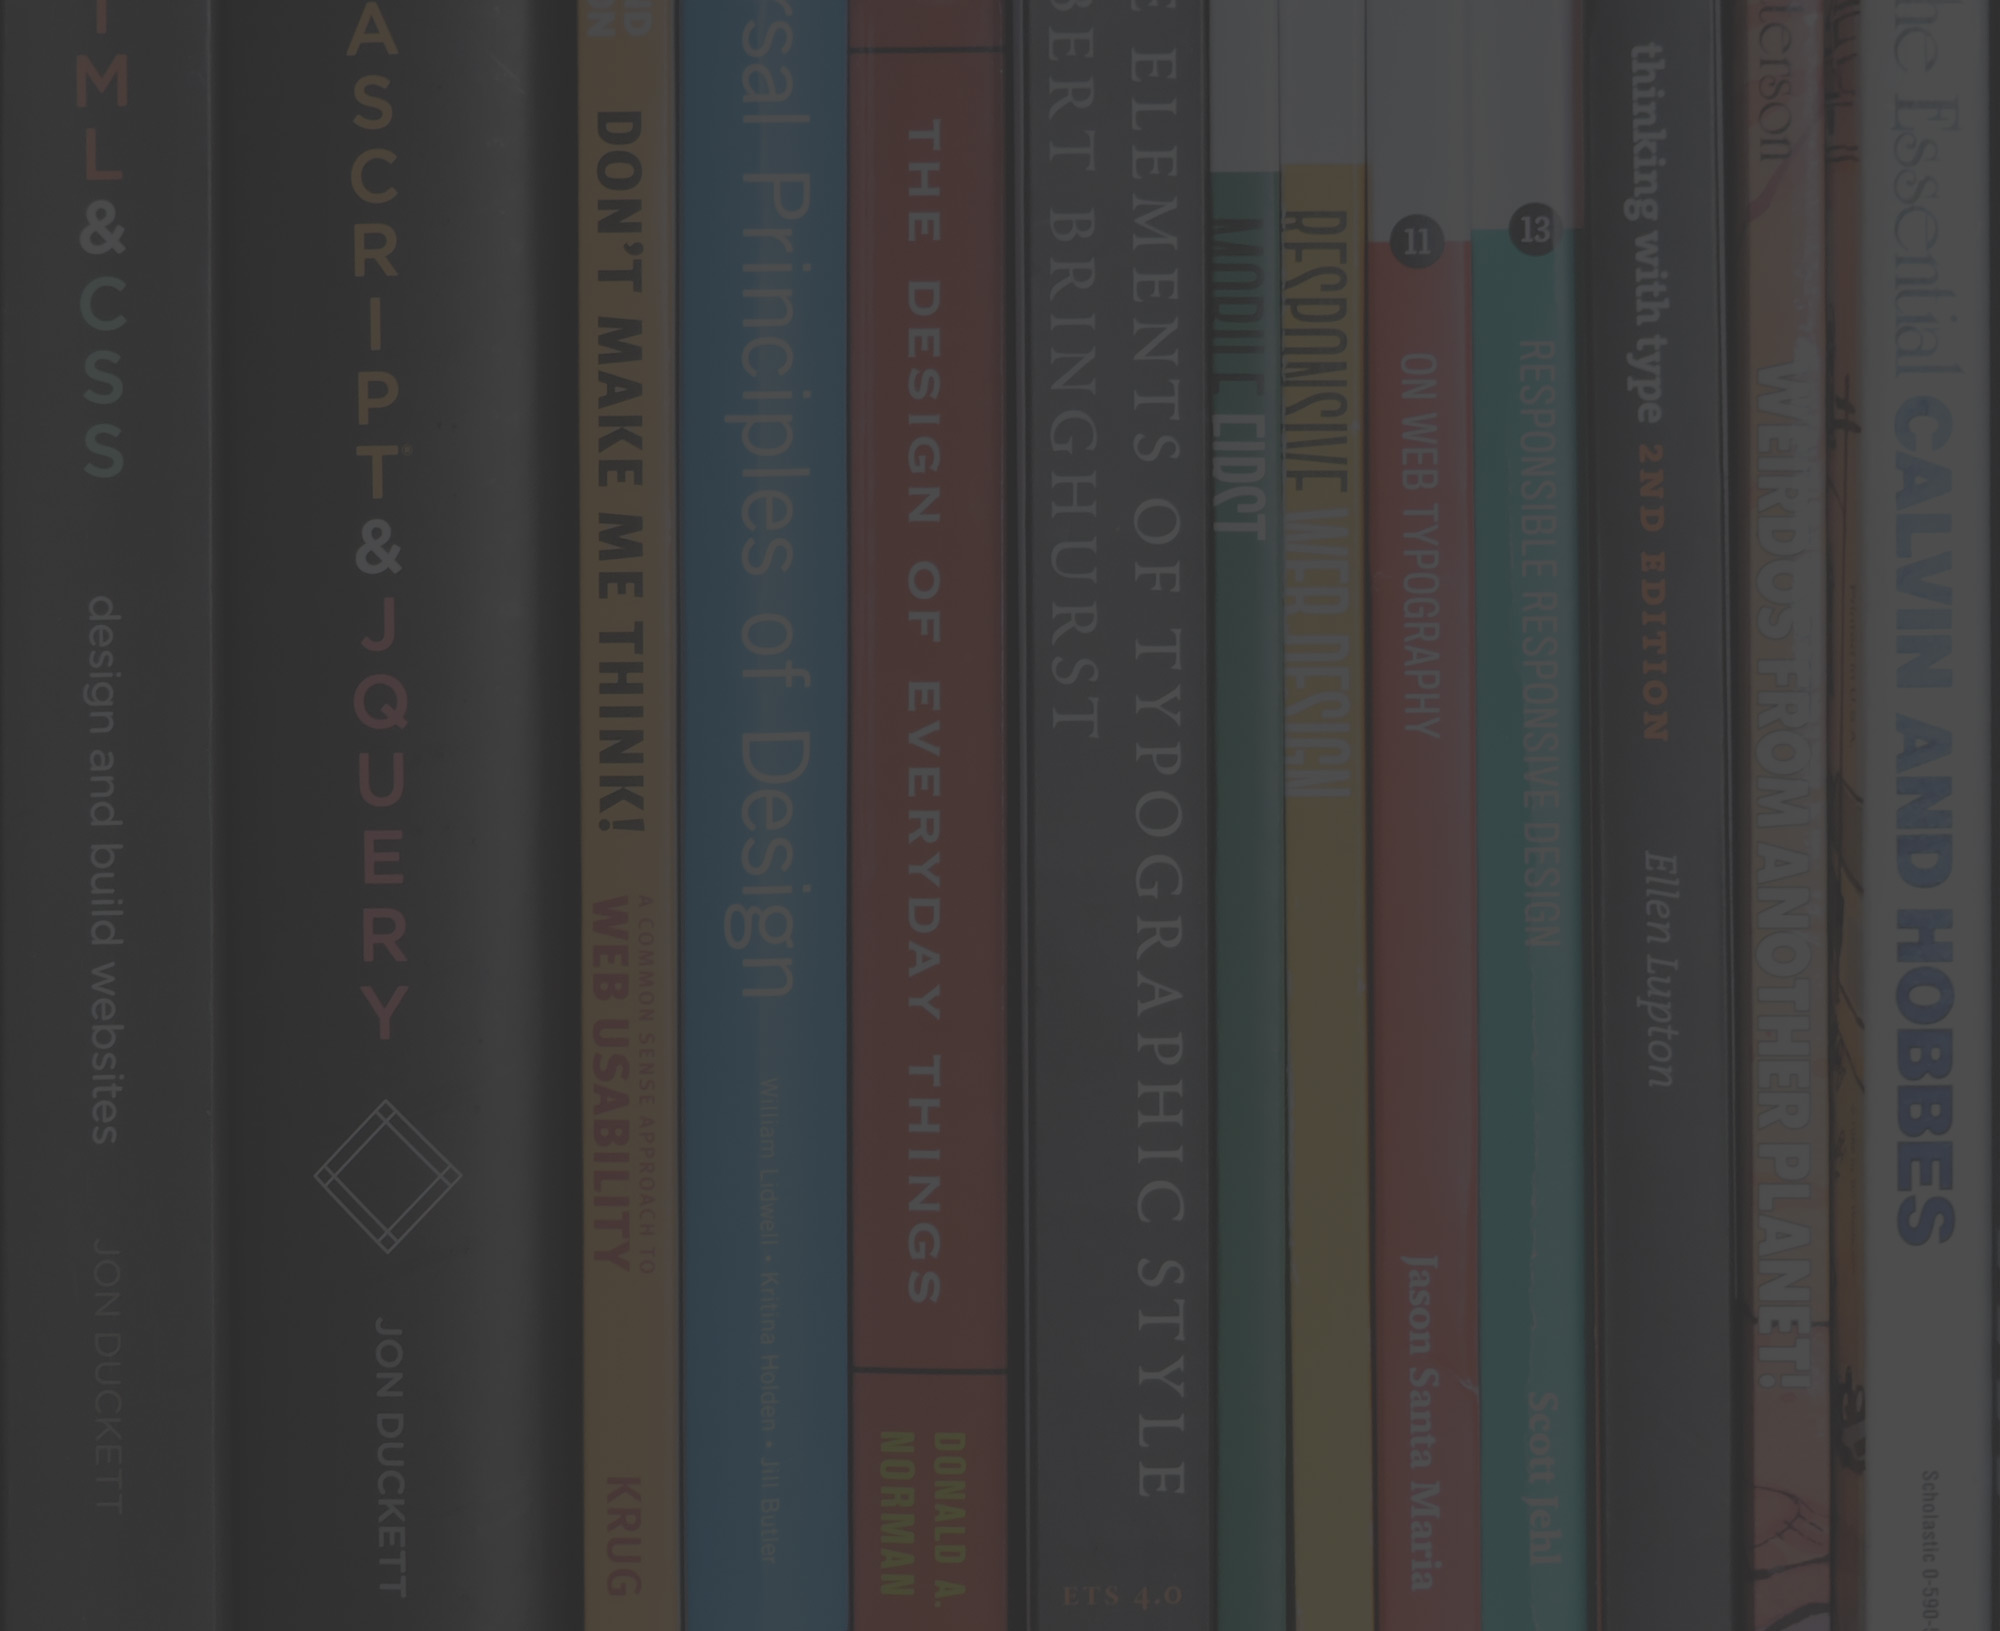 ML&CSS
design and build websites
JON DUCKETT
ASCRIPT&JQUERY
JON DUCKETT
DON'T MAKE ME THINK!
A COMMON SENSE APPROACH TO
WEB USABILITY
KRUG
rsal Principles of Design
William Lidwell • Kritina Holden • Jill Butler
THE DESIGN OF EVERYDAY THINGS
DONALD A.
NORMAN
E ELEMENTS OF TYPOGRAPHIC STYLE
BERT BRINGHURST
ETS 4.0
MOBILE FIRST
RESPONSIVE WEB DESIGN
11
ON WEB TYPOGRAPHY
Jason Santa Maria
13
RESPONSIBLE RESPONSIVE DESIGN
Scott Jehl
thinking with type 2ND EDITION
Ellen Lupton
terson
WEIRDOS FROM ANOTHER PLANET!
he Essential CALVIN AND HOBBES
Scholastic 0-590-